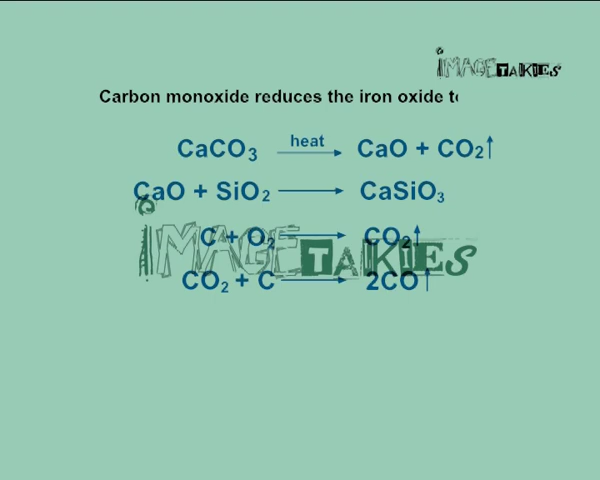 IMAGETAKIES
Carbon monoxide reduces the iron oxide
CaCO₃ heat CaO + CO₂↑
CaO + SiO₂ → CaSiO₃
C + O₂ → CO₂↑
CO₂ + C → 2CO↑
IMAGETAKIES